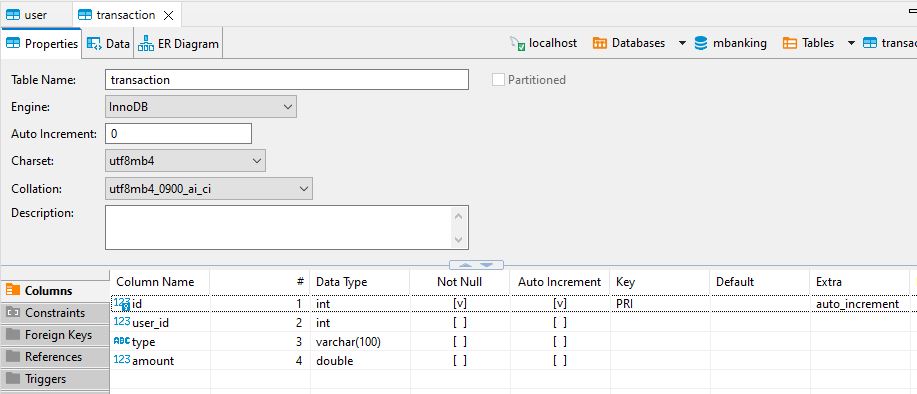 user transaction
Properties Data ER Diagram localhost Databases mbanking Tables transac
Table Name: transaction Partitioned
Engine: InnoDB
Auto Increment: 0
Charset: utf8mb4
Collation: utf8mb4_0900_ai_ci
Description:
Columns Column Name # Data Type Not Null Auto Increment Key Default Extra
Constraints 123 id 1 int [v] [v] PRI auto_increment
Foreign Keys 123 user_id 2 int [ ] [ ]
References ABC type 3 varchar(100) [ ] [ ]
Triggers 123 amount 4 double [ ] [ ]